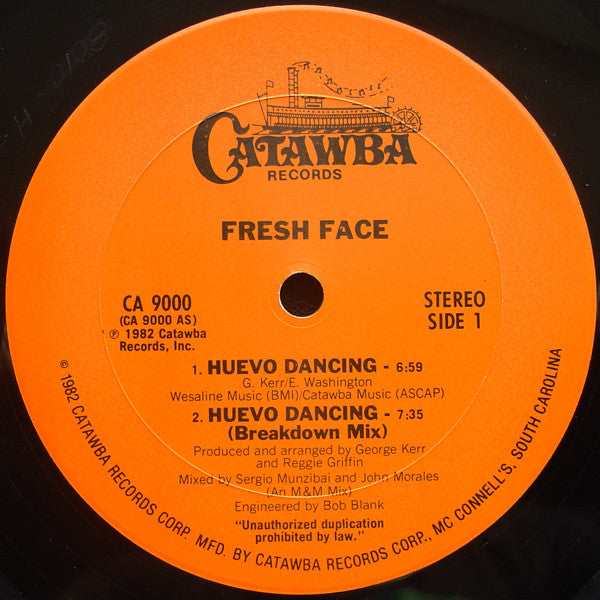 CATAWBA
RECORDS
FRESH FACE
CA 9000
(CA 9000 AS)
℗ 1982 Catawba
Records, Inc.
STEREO
SIDE 1
1. HUEVO DANCING - 6:59
G. Kerr/E. Washington
Wesaline Music (BMI)/Catawba Music (ASCAP)
2. HUEVO DANCING - 7:35
(Breakdown Mix)
Produced and arranged by George Kerr
and Reggie Griffin
Mixed by Sergio Munzibai and John Morales
(An M&M Mix)
Engineered by Bob Blank
"Unauthorized duplication
prohibited by law."
© 1982 CATAWBA RECORDS CORP. MFD. BY CATAWBA RECORDS CORP., MC CONNELL'S, SOUTH CAROLINA